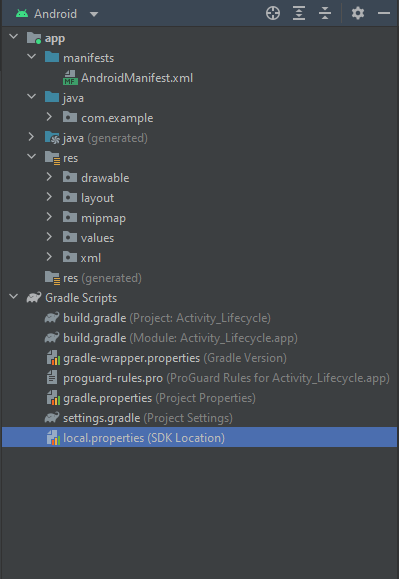 Android
app
manifests
MF AndroidManifest.xml
java
com.example
java (generated)
res
drawable
layout
mipmap
values
xml
res (generated)
Gradle Scripts
build.gradle (Project: Activity_Lifecycle)
build.gradle (Module: Activity_Lifecycle.app)
gradle-wrapper.properties (Gradle Version)
proguard-rules.pro (ProGuard Rules for Activity_Lifecycle.app)
gradle.properties (Project Properties)
settings.gradle (Project Settings)
local.properties (SDK Location)